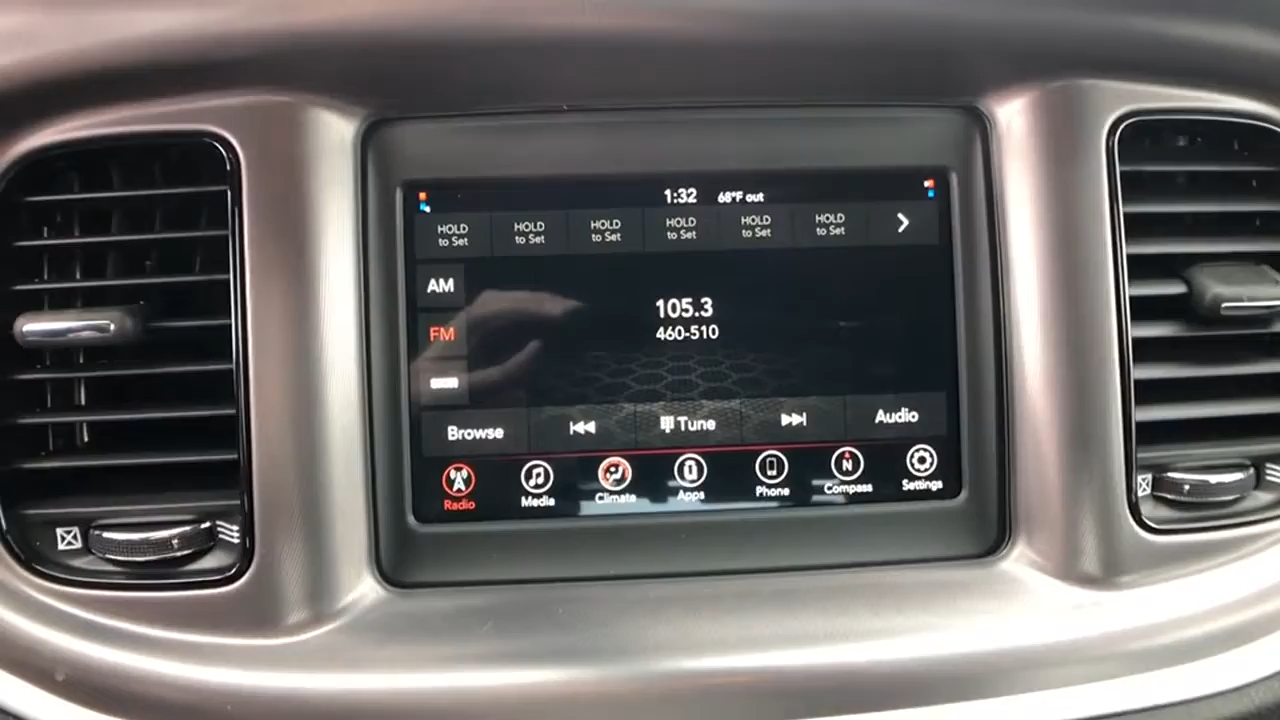 1:32 68°F out
HOLD to Set
HOLD to Set
HOLD to Set
HOLD to Set
HOLD to Set
HOLD to Set
AM
FM
105.3
460-510
Browse
Tune
Audio
Radio
Media
Climate
Apps
Phone
N
Compass
Settings